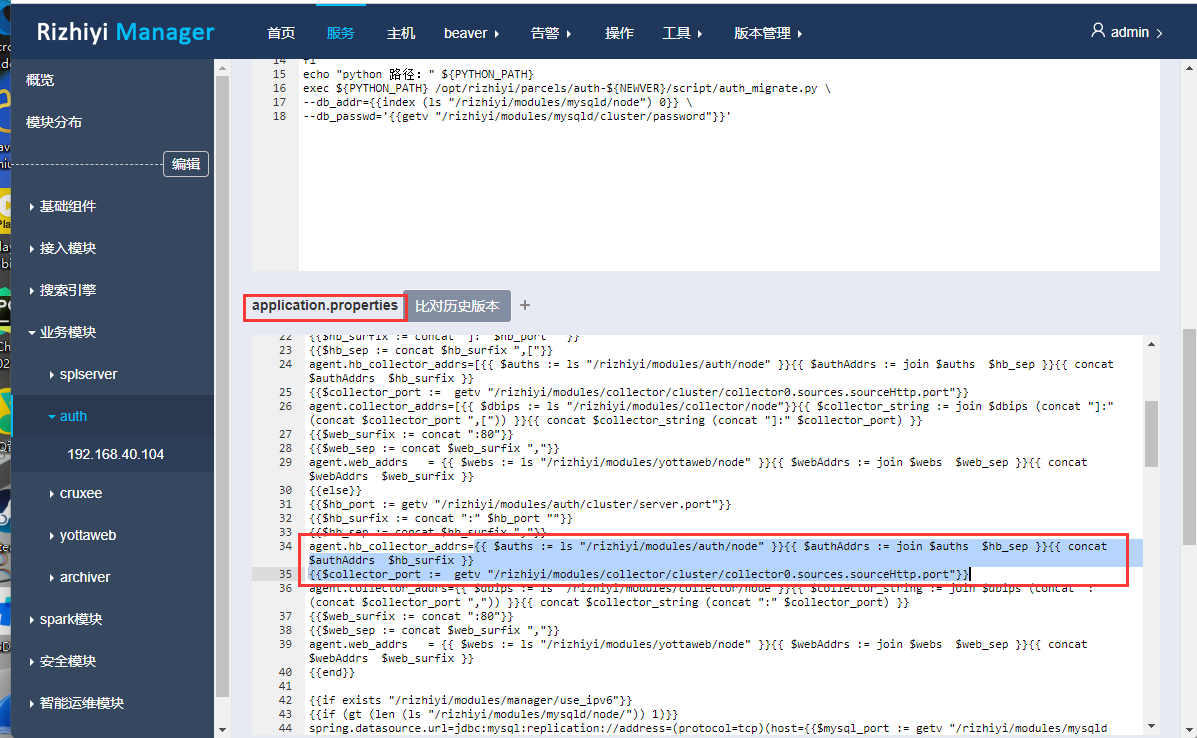 Rizhiyi Manager
首页
服务
主机
beaver
告警
操作
工具
版本管理
admin
概览
模块分布
编辑
基础组件
接入模块
搜索引擎
业务模块
splserver
auth
192.168.40.104
cruxee
yottaweb
archiver
spark模块
安全模块
智能运维模块
14 fi
15 echo "python 路径: " ${PYTHON_PATH}
16 exec ${PYTHON_PATH} /opt/rizhiyi/parcels/auth-${NEWVER}/script/auth_migrate.py \
17 --db_addr={{index (ls "/rizhiyi/modules/mysqld/node") 0}} \
18 --db_passwd='{{getv "/rizhiyi/modules/mysqld/cluster/password"}}'
application.properties
比对历史版本
+
22 {{$hb_surfix := concat "]:" $hb_port ""}}
23 {{$hb_sep := concat $hb_surfix ",["}}
24 agent.hb_collector_addrs=[{{ $auths := ls "/rizhiyi/modules/auth/node" }}{{ $authAddrs := join $auths  $hb_sep }}{{ concat
$authAddrs  $hb_surfix }}
25 {{$collector_port :=  getv "/rizhiyi/modules/collector/cluster/collector0.sources.sourceHttp.port"}}
26 agent.collector_addrs=[{{ $dbips := ls "/rizhiyi/modules/collector/node"}}{{ $collector_string := join $dbips (concat "]:"
(concat $collector_port ",[")) }}{{ concat $collector_string (concat "]:" $collector_port) }}
27 {{$web_surfix := concat ":80"}}
28 {{$web_sep := concat $web_surfix ","}}
29 agent.web_addrs   = {{ $webs := ls "/rizhiyi/modules/yottaweb/node" }}{{ $webAddrs := join $webs  $web_sep }}{{ concat
$webAddrs  $web_surfix }}
30 {{else}}
31 {{$hb_port := getv "/rizhiyi/modules/auth/cluster/server.port"}}
32 {{$hb_surfix := concat ":" $hb_port ""}}
33 {{$hb_sep := concat $hb_surfix ","}}
34 agent.hb_collector_addrs={{ $auths := ls "/rizhiyi/modules/auth/node" }}{{ $authAddrs := join $auths  $hb_sep }}{{ concat
$authAddrs  $hb_surfix }}
35 {{$collector_port :=  getv "/rizhiyi/modules/collector/cluster/collector0.sources.sourceHttp.port"}}
36 agent.collector_addrs={{ $dbips := ls "/rizhiyi/modules/collector/node"}}{{ $collector_string := join $dbips (concat ":"
(concat $collector_port ",")) }}{{ concat $collector_string (concat ":" $collector_port) }}
37 {{$web_surfix := concat ":80"}}
38 {{$web_sep := concat $web_surfix ","}}
39 agent.web_addrs   = {{ $webs := ls "/rizhiyi/modules/yottaweb/node" }}{{ $webAddrs := join $webs  $web_sep }}{{ concat
$webAddrs  $web_surfix }}
40 {{end}}
41
42 {{if exists "/rizhiyi/modules/manager/use_ipv6"}}
43 {{if (gt (len (ls "/rizhiyi/modules/mysqld/node/")) 1)}}
44 spring.datasource.url=jdbc:mysql:replication://address=(protocol=tcp)(host={{$mysql_port := getv "/rizhiyi/modules/mysqld